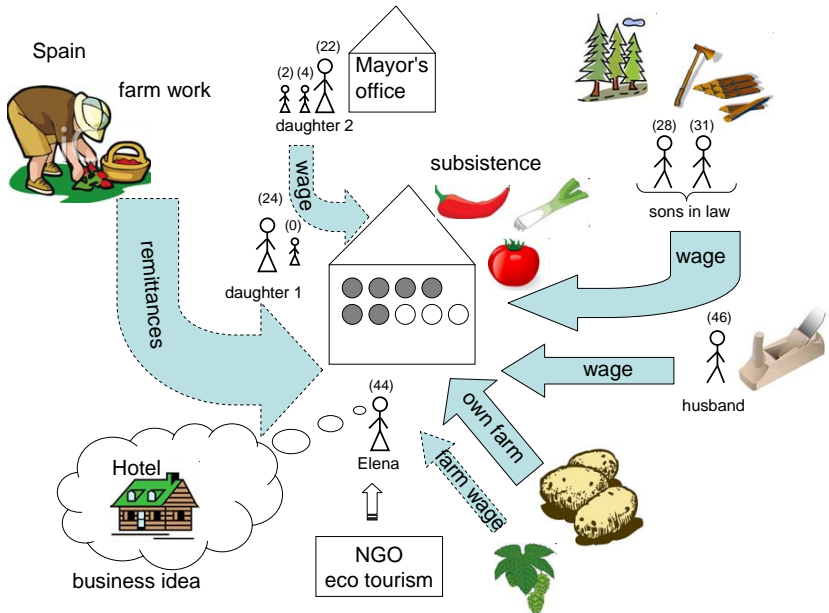 Spain
farm work
(22)
(2) (4)
Mayor's
office
daughter 2
wage
(24)
(0)
daughter 1
subsistence
(28) (31)
sons in law
wage
remittances
(46)
wage
husband
(44)
Elena
own farm
farm wage
Hotel
business idea
NGO
eco tourism